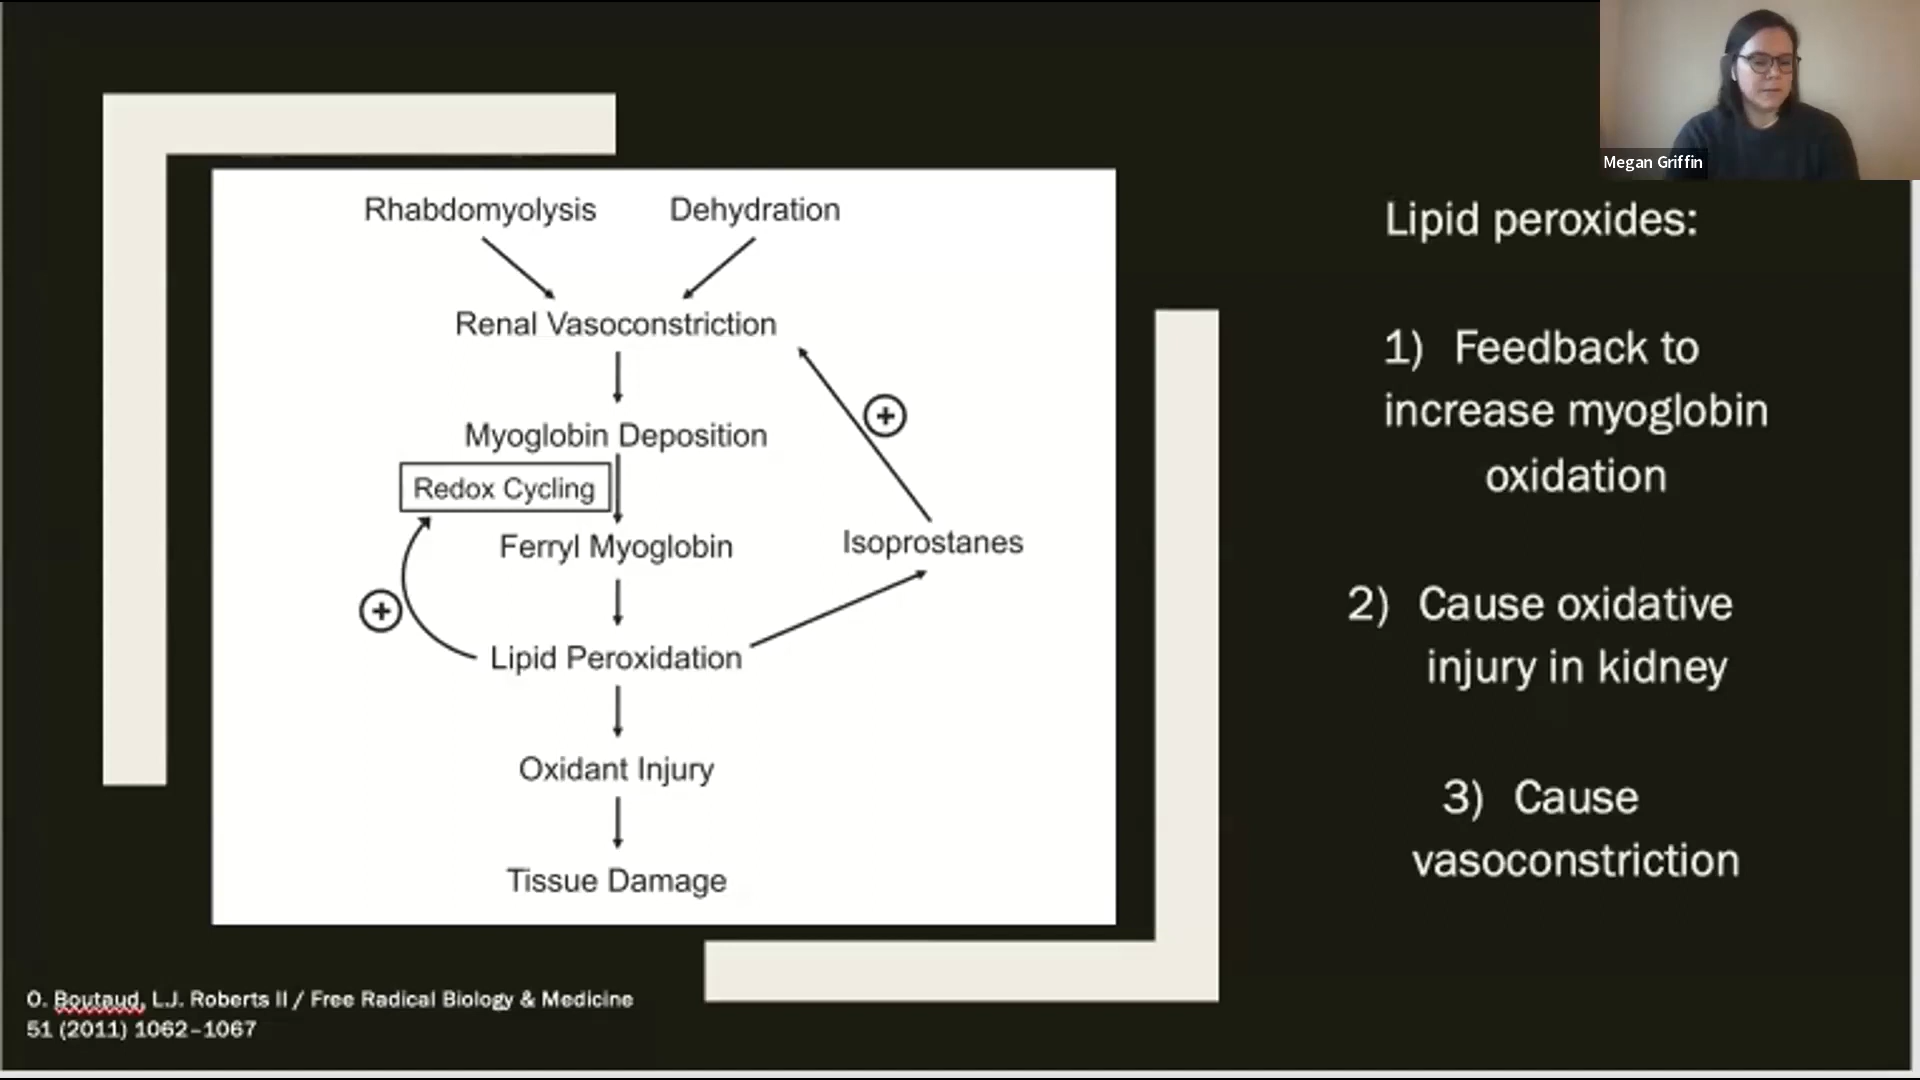 Megan Griffin
Rhabdomyolysis
Dehydration
Renal Vasoconstriction
+
Myoglobin Deposition
Redox Cycling
Ferryl Myoglobin
Isoprostanes
+
Lipid Peroxidation
Oxidant Injury
Tissue Damage
Lipid peroxides:
1) Feedback to
increase myoglobin
oxidation
2) Cause oxidative
injury in kidney
3) Cause
vasoconstriction
O. Boutaud, L.J. Roberts II / Free Radical Biology & Medicine
51 (2011) 1062–1067